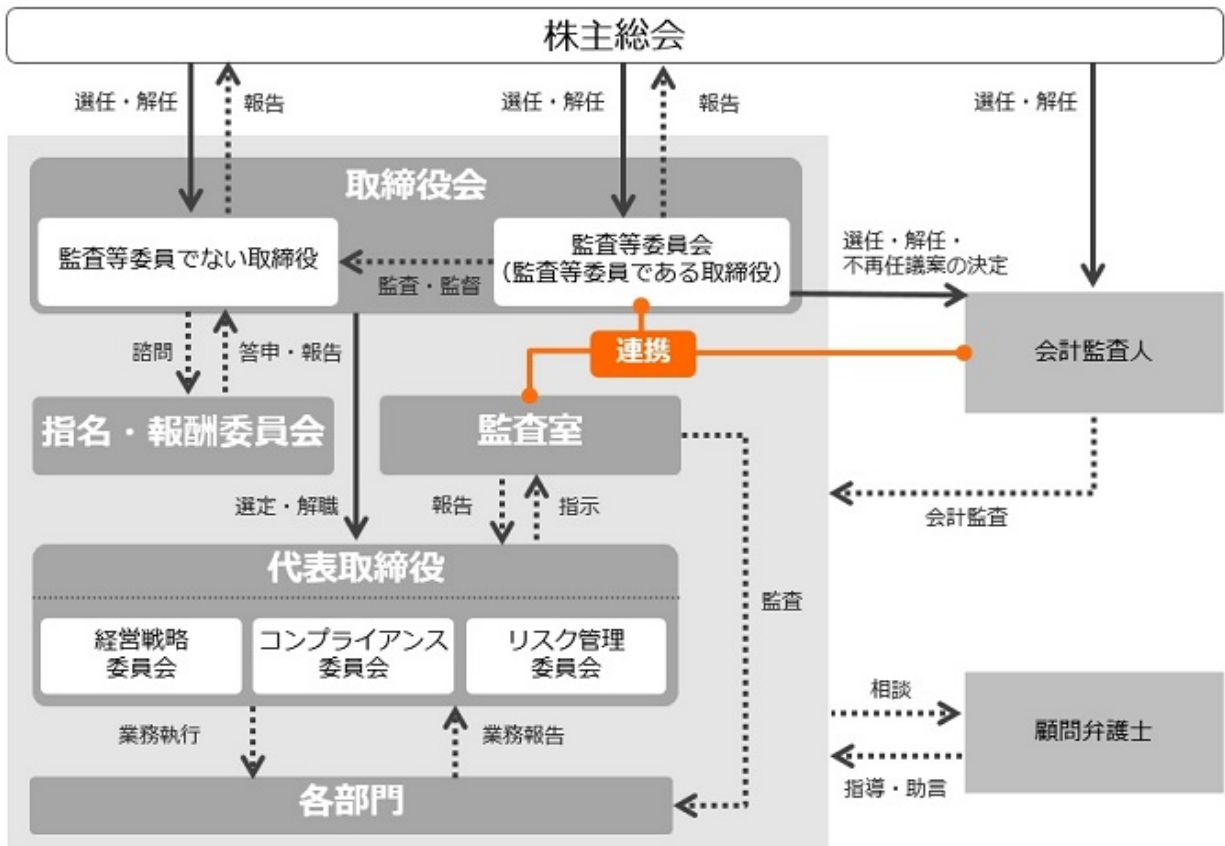 株主総会
選任・解任
報告
選任・解任
報告
選任・解任
取締役会
監査等委員でない取締役
監査・監督
監査等委員会
（監査等委員である取締役）
選任・解任・
不再任議案の決定
会計監査人
連携
諮問
答申・報告
指名・報酬委員会
監査室
選定・解職
報告
指示
会計監査
代表取締役
経営戦略
委員会
コンプライアンス
委員会
リスク管理
委員会
監査
業務執行
業務報告
相談
顧問弁護士
指導・助言
各部門